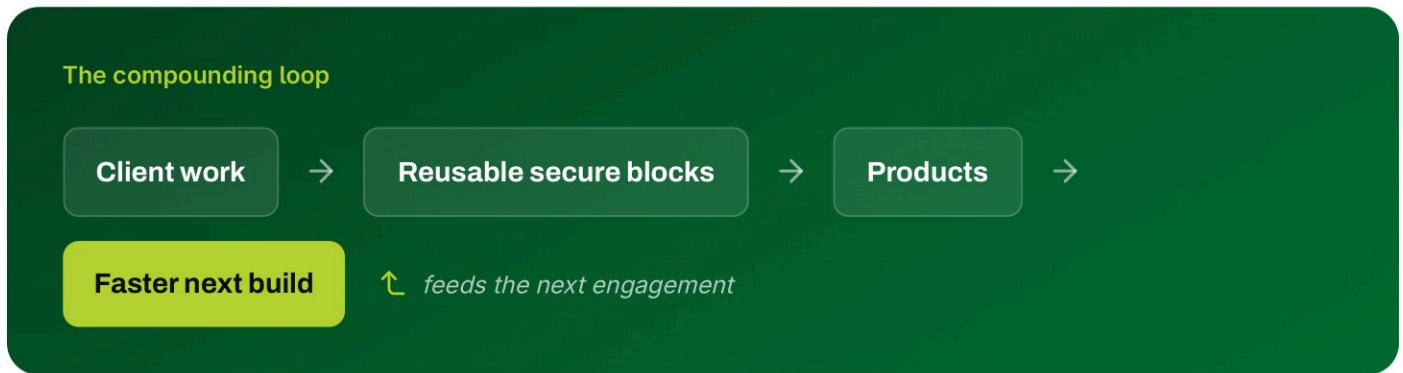 The compounding loop
Client work → Reusable secure blocks → Products →
Faster next build feeds the next engagement